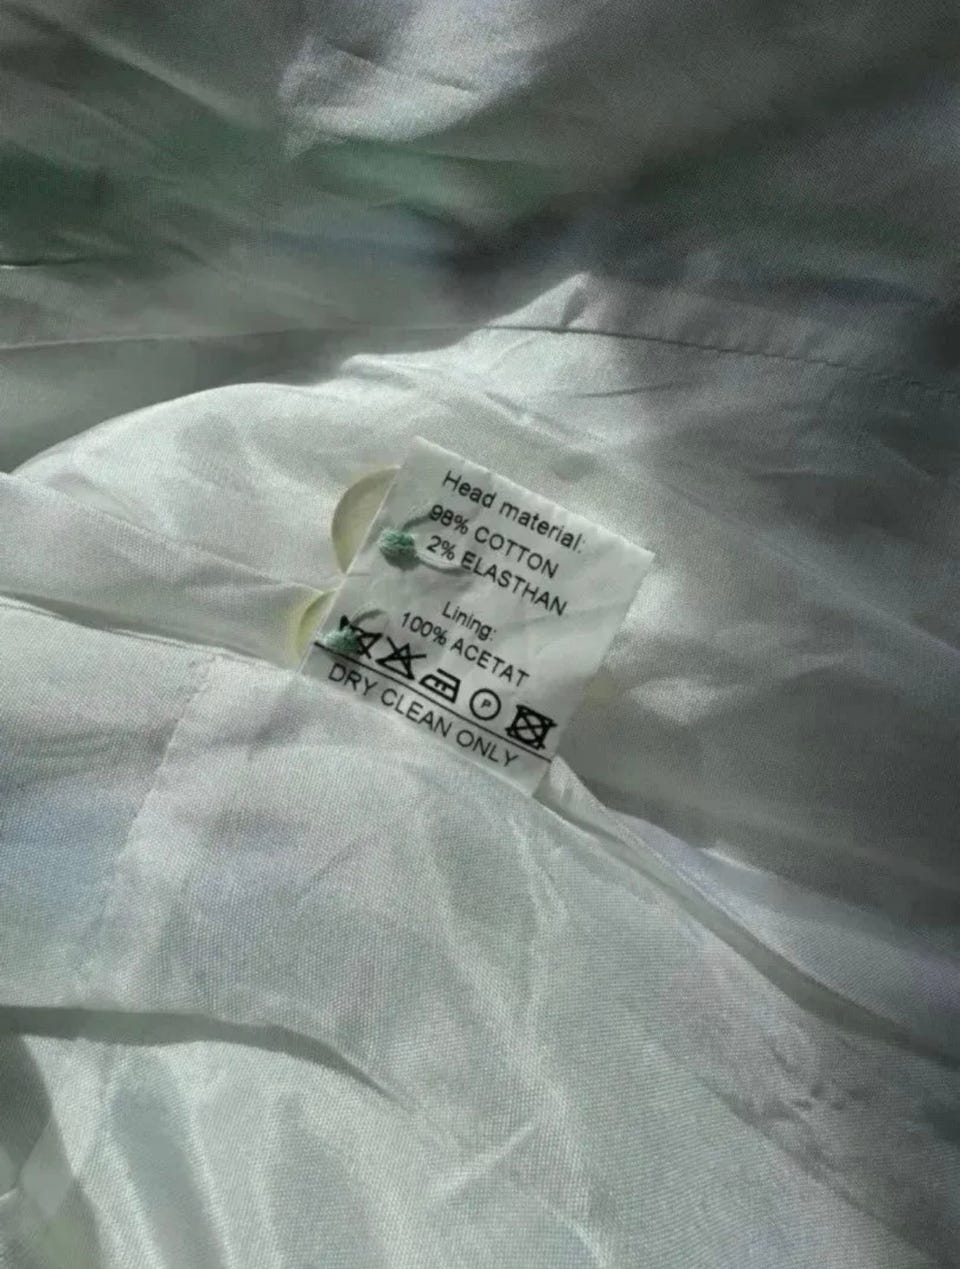 Head material:
98% COTTON
2% ELASTHAN
Lining:
100% ACETAT
P
DRY CLEAN ONLY